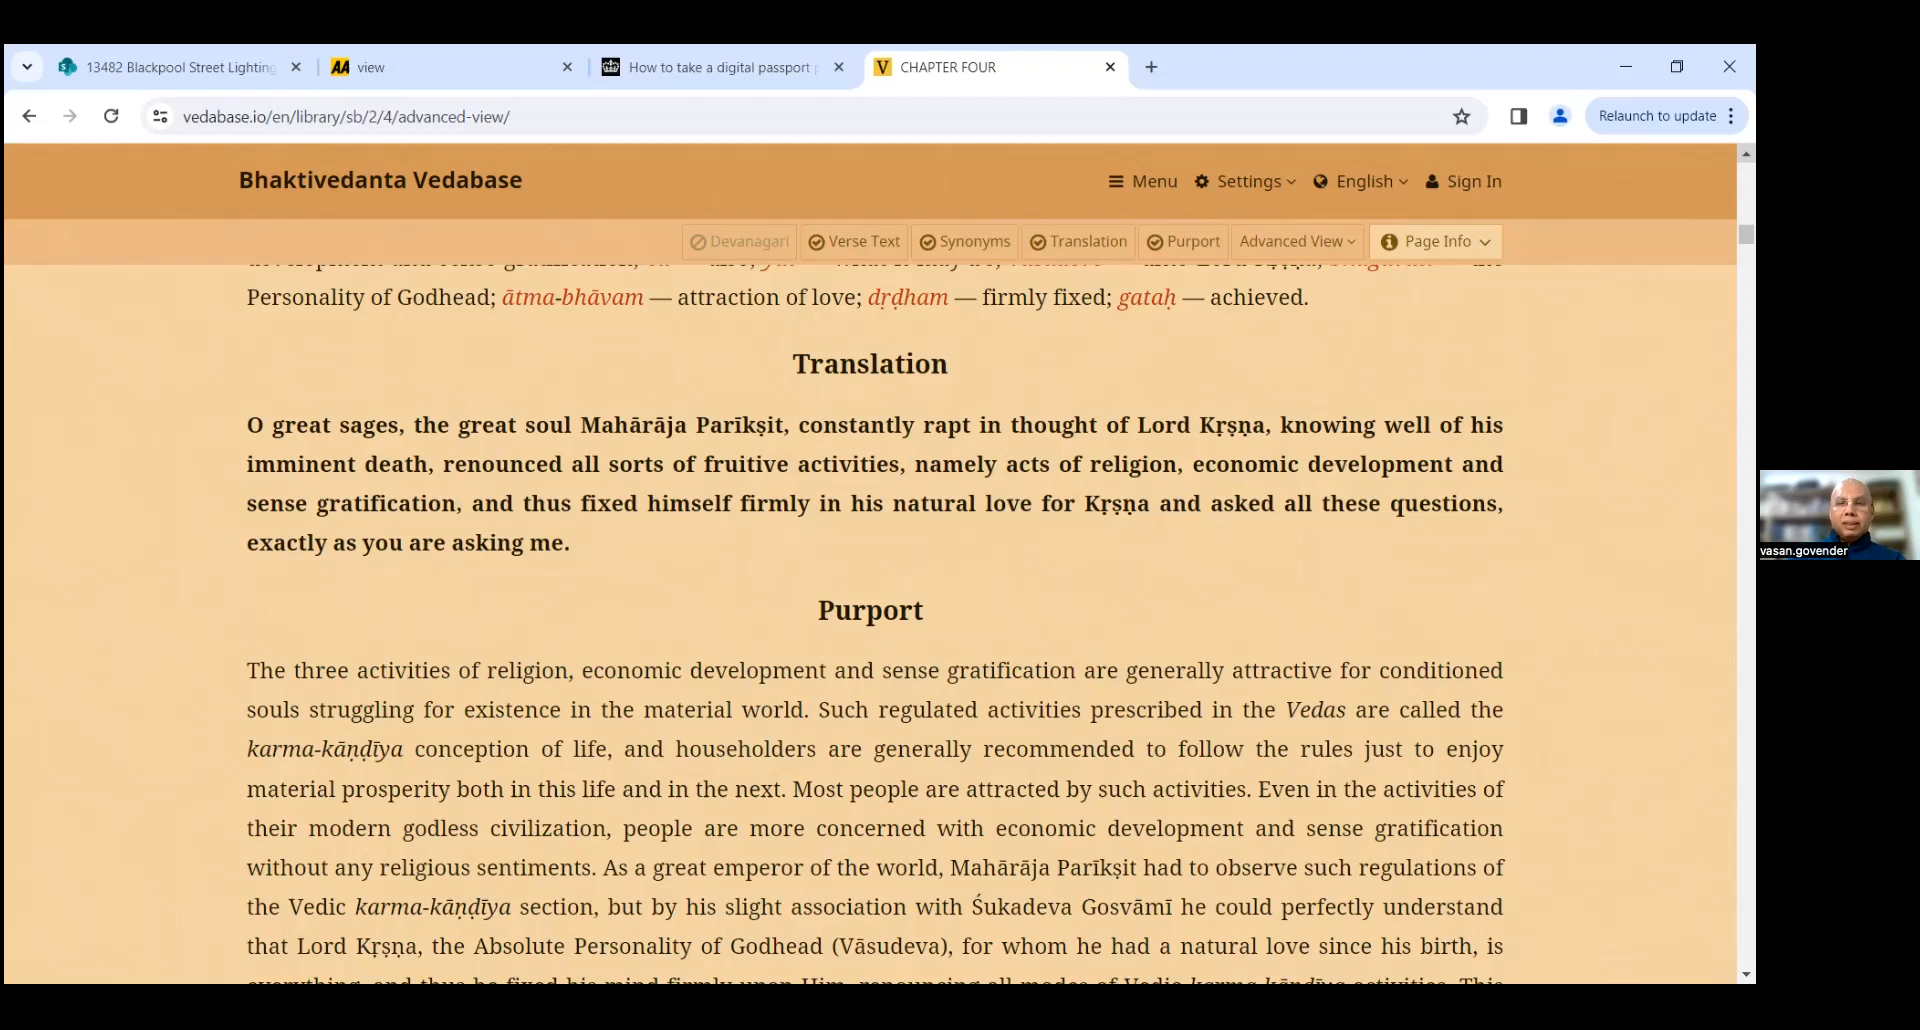 13482 Blackpool Street Lighting
AA view
How to take a digital passport
V CHAPTER FOUR
vedabase.io/en/library/sb/2/4/advanced-view/
Relaunch to update
Bhaktivedanta Vedabase
Menu Settings English Sign In
Devanagari Verse Text Synonyms Translation Purport Advanced View Page Info
Personality of Godhead; ātma-bhāvam — attraction of love; dṛḍham — firmly fixed; gataḥ — achieved.
Translation
O great sages, the great soul Mahārāja Parīkṣit, constantly rapt in thought of Lord Kṛṣṇa, knowing well of his
imminent death, renounced all sorts of fruitive activities, namely acts of religion, economic development and
sense gratification, and thus fixed himself firmly in his natural love for Kṛṣṇa and asked all these questions,
exactly as you are asking me.
Purport
The three activities of religion, economic development and sense gratification are generally attractive for conditioned
souls struggling for existence in the material world. Such regulated activities prescribed in the Vedas are called the
karma-kāṇḍīya conception of life, and householders are generally recommended to follow the rules just to enjoy
material prosperity both in this life and in the next. Most people are attracted by such activities. Even in the activities of
their modern godless civilization, people are more concerned with economic development and sense gratification
without any religious sentiments. As a great emperor of the world, Mahārāja Parīkṣit had to observe such regulations of
the Vedic karma-kāṇḍīya section, but by his slight association with Śukadeva Gosvāmī he could perfectly understand
that Lord Kṛṣṇa, the Absolute Personality of Godhead (Vāsudeva), for whom he had a natural love since his birth, is
vasan.govender